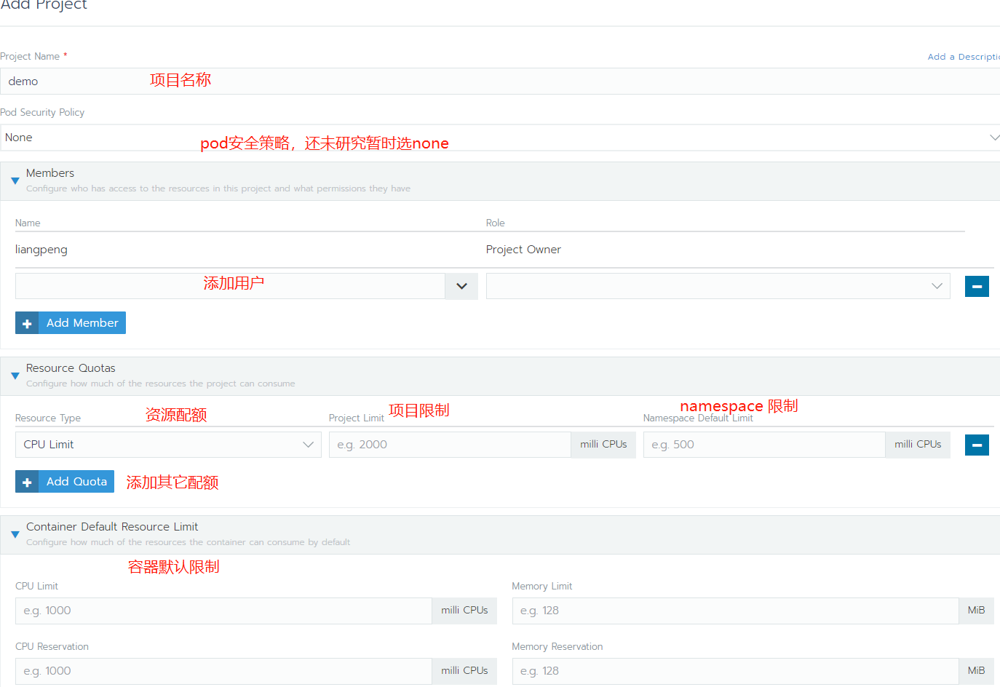 Add Project
Project Name *
Add a Descripti
demo
项目名称
Pod Security Policy
None
pod安全策略，还未研究暂时选none
Members
Configure who has access to the resources in this project and what permissions they have
Name Role
liangpeng Project Owner
添加用户
Add Member
Resource Quotas
Configure how much of the resources the project can consume
Resource Type 资源配额 Project Limit 项目限制 namespace 限制
Namespace Default Limit
CPU Limit e.g. 2000 milli CPUs e.g. 500 milli CPUs
Add Quota 添加其它配额
Container Default Resource Limit
Configure how much of the resources the container can consume by default
容器默认限制
CPU Limit Memory Limit
e.g. 1000 milli CPUs e.g. 128 MiB
CPU Reservation Memory Reservation
e.g. 1000 milli CPUs e.g. 128 MiB